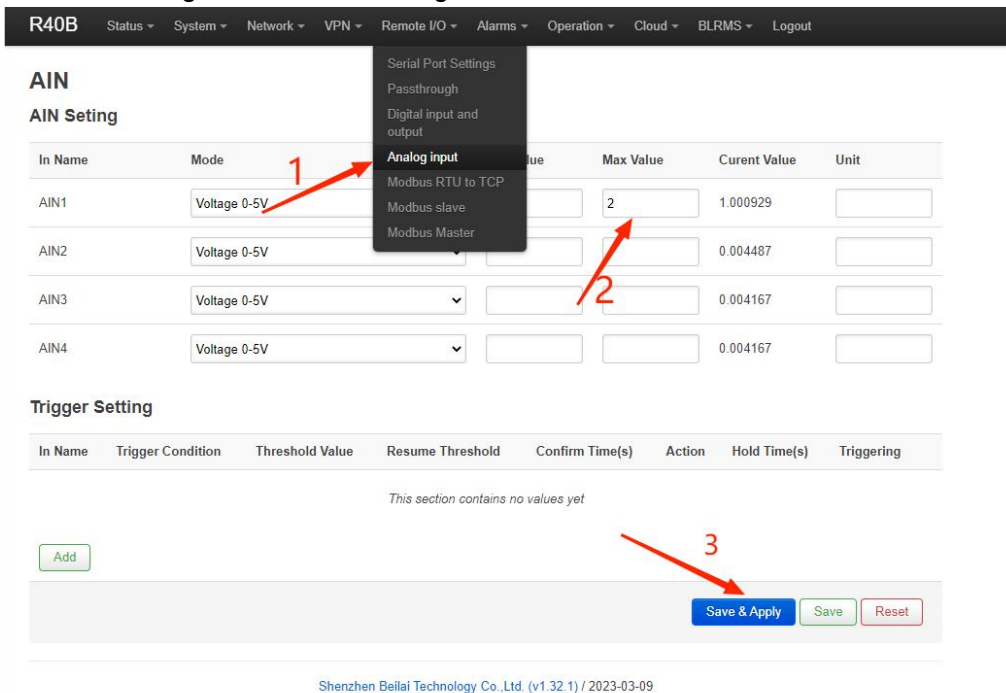 R40B Status System Network VPN Remote I/O Alarms Operation Cloud BLRMS Logout
Serial Port Settings
Passthrough
Digital input and
output
Analog input
Modbus RTU to TCP
Modbus slave
Modbus Master
AIN
AIN Seting
In Name Mode lue Max Value Curent Value Unit
AIN1 Voltage 0-5V 2 1.000929
AIN2 Voltage 0-5V 0.004487
AIN3 Voltage 0-5V 0.004167
AIN4 Voltage 0-5V 0.004167
1
2
Trigger Setting
In Name Trigger Condition Threshold Value Resume Threshold Confirm Time(s) Action Hold Time(s) Triggering
This section contains no values yet
Add
3
Save & Apply Save Reset
Shenzhen Beilai Technology Co.,Ltd. (v1.32.1) / 2023-03-09